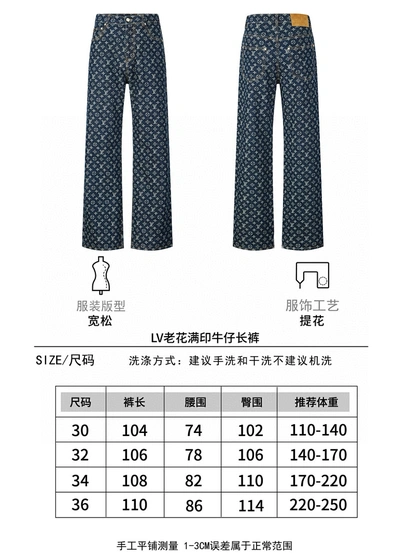 服装版型
宽松
服饰工艺
提花
LV老花满印牛仔长裤
SIZE/尺码 洗涤方式：建议手洗和干洗不建议机洗
尺码 裤长 腰围 臀围 推荐体重
30 104 74 102 110-140
32 106 78 106 140-170
34 108 82 110 170-220
36 110 86 114 220-250
手工平铺测量 1-3CM误差属于正常范围